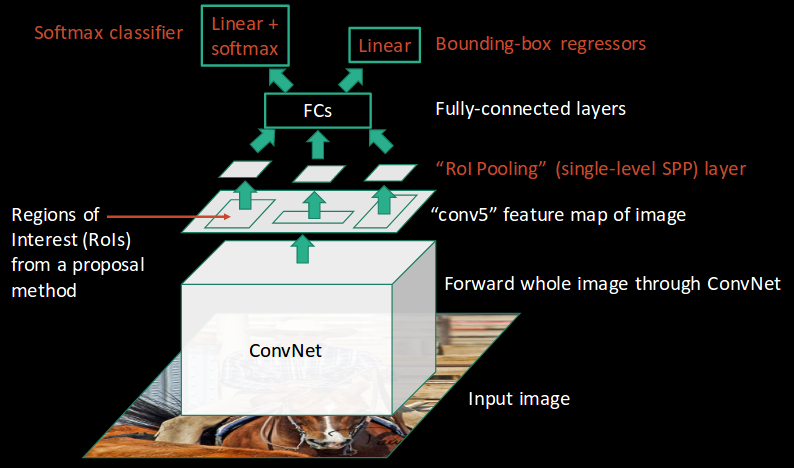 Softmax classifier
Linear +
softmax
Linear
Bounding-box regressors
FCs
Fully-connected layers
“RoI Pooling” (single-level SPP) layer
Regions of
Interest (RoIs)
from a proposal
method
“conv5” feature map of image
Forward whole image through ConvNet
ConvNet
Input image